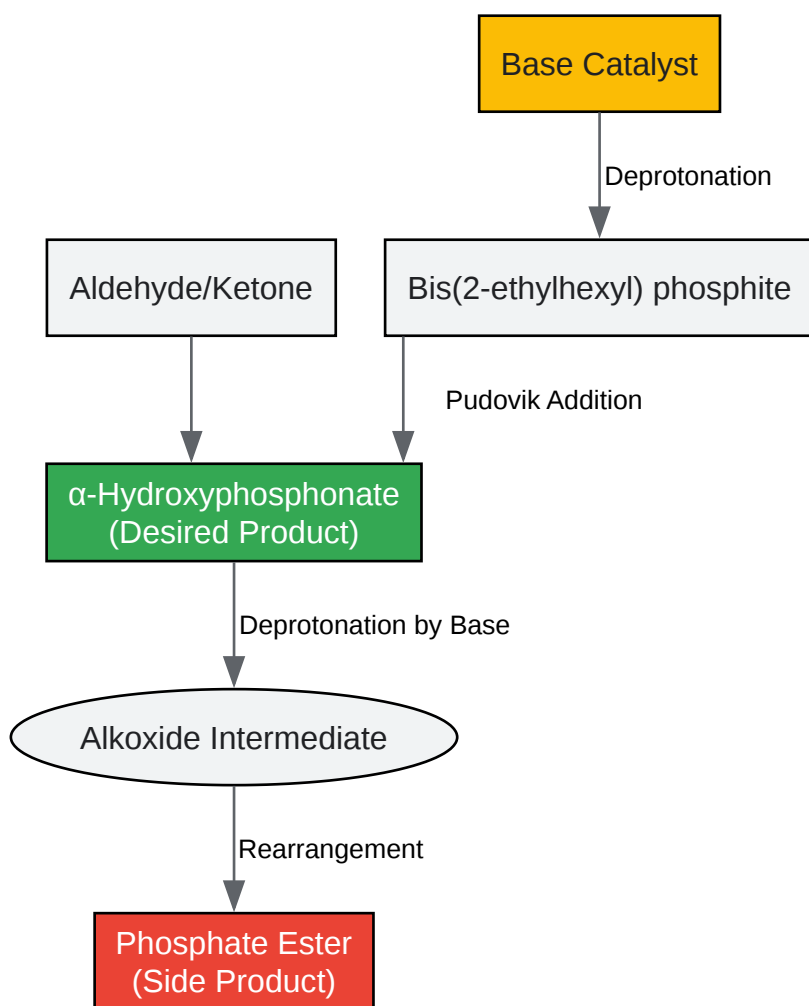 Base Catalyst
Deprotonation
Aldehyde/Ketone
Bis(2-ethylhexyl) phosphite
Pudovik Addition
α-Hydroxyphosphonate
(Desired Product)
Deprotonation by Base
Alkoxide Intermediate
Rearrangement
Phosphate Ester
(Side Product)